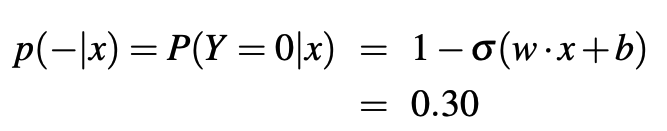 p(−|x) = P(Y = 0|x) = 1 − σ(w · x + b)
= 0.30